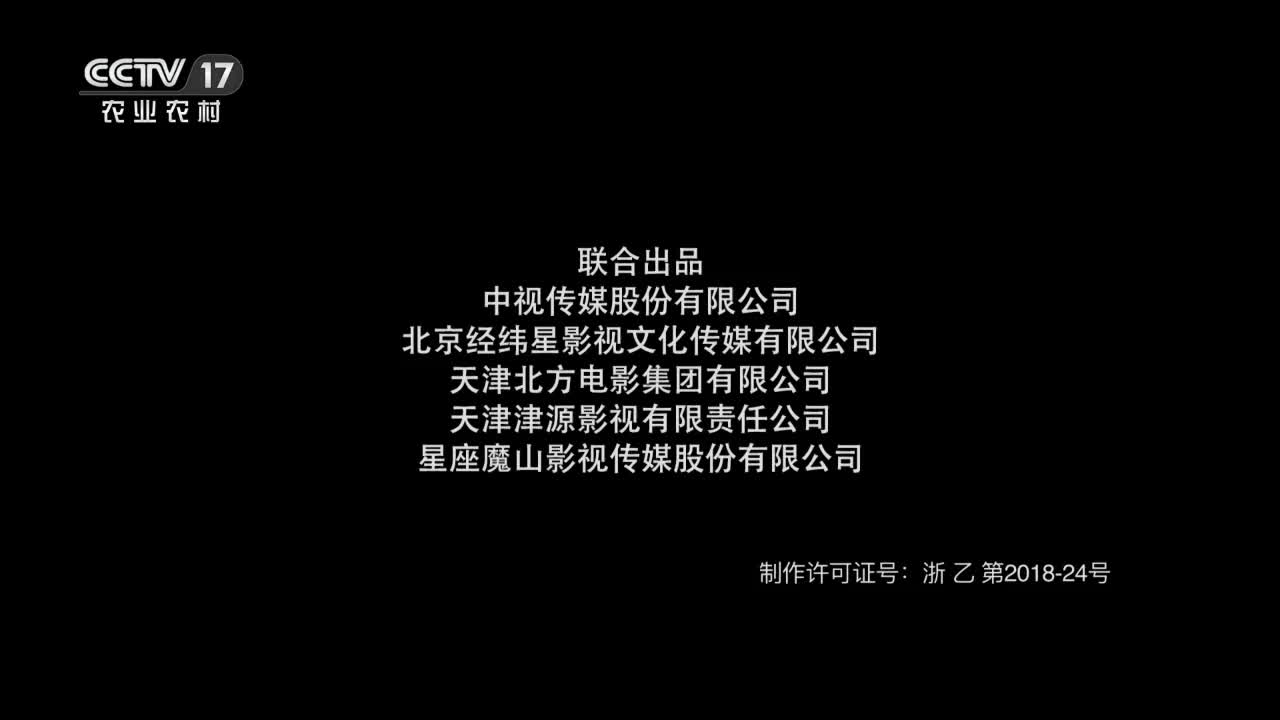 CCTV 17
农业农村
联合出品
中视传媒股份有限公司
北京经纬星影视文化传媒有限公司
天津北方电影集团有限公司
天津津源影视有限责任公司
星座魔山影视传媒股份有限公司
制作许可证号：浙 乙 第2018-24号